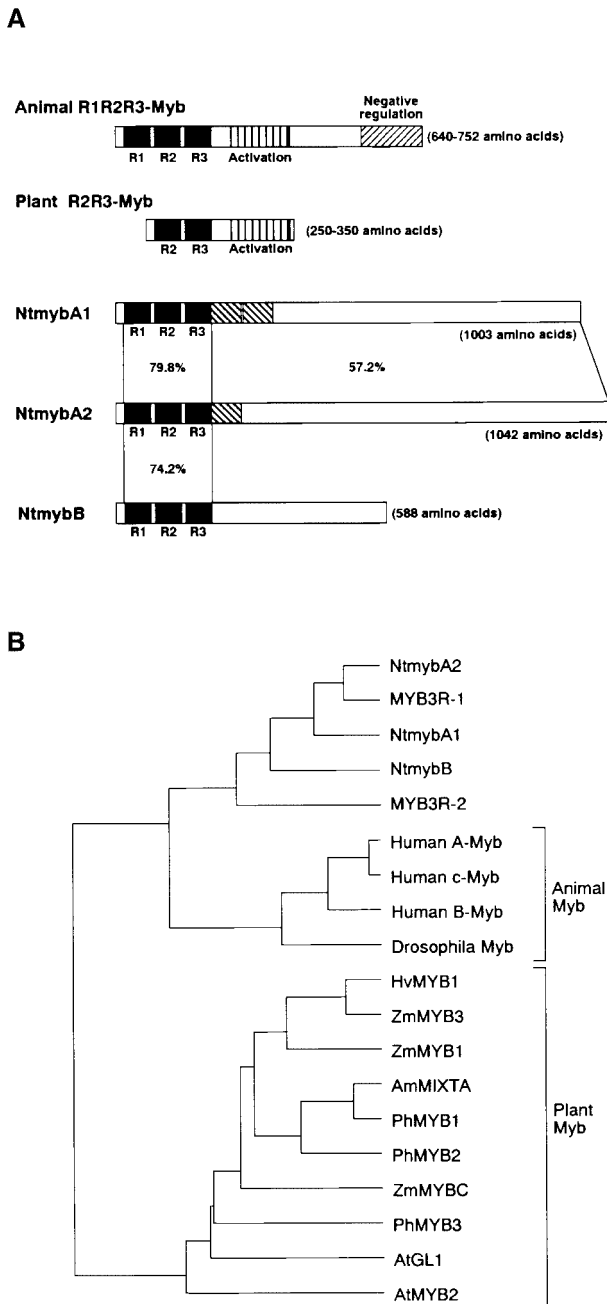 A
Animal R1R2R3-Myb
Negative
regulation
(640-752 amino acids)
R1 R2 R3 Activation
Plant R2R3-Myb
(250-350 amino acids)
R2 R3 Activation
NtmybA1
R1 R2 R3
(1003 amino acids)
79.8% 57.2%
NtmybA2
R1 R2 R3
(1042 amino acids)
74.2%
NtmybB
(588 amino acids)
R1 R2 R3
B
NtmybA2
MYB3R-1
NtmybA1
NtmybB
MYB3R-2
Human A-Myb
Human c-Myb
Human B-Myb
Drosophila Myb
Animal
Myb
HvMYB1
ZmMYB3
ZmMYB1
AmMIXTA
PhMYB1
PhMYB2
ZmMYBC
PhMYB3
AtGL1
AtMYB2
Plant
Myb